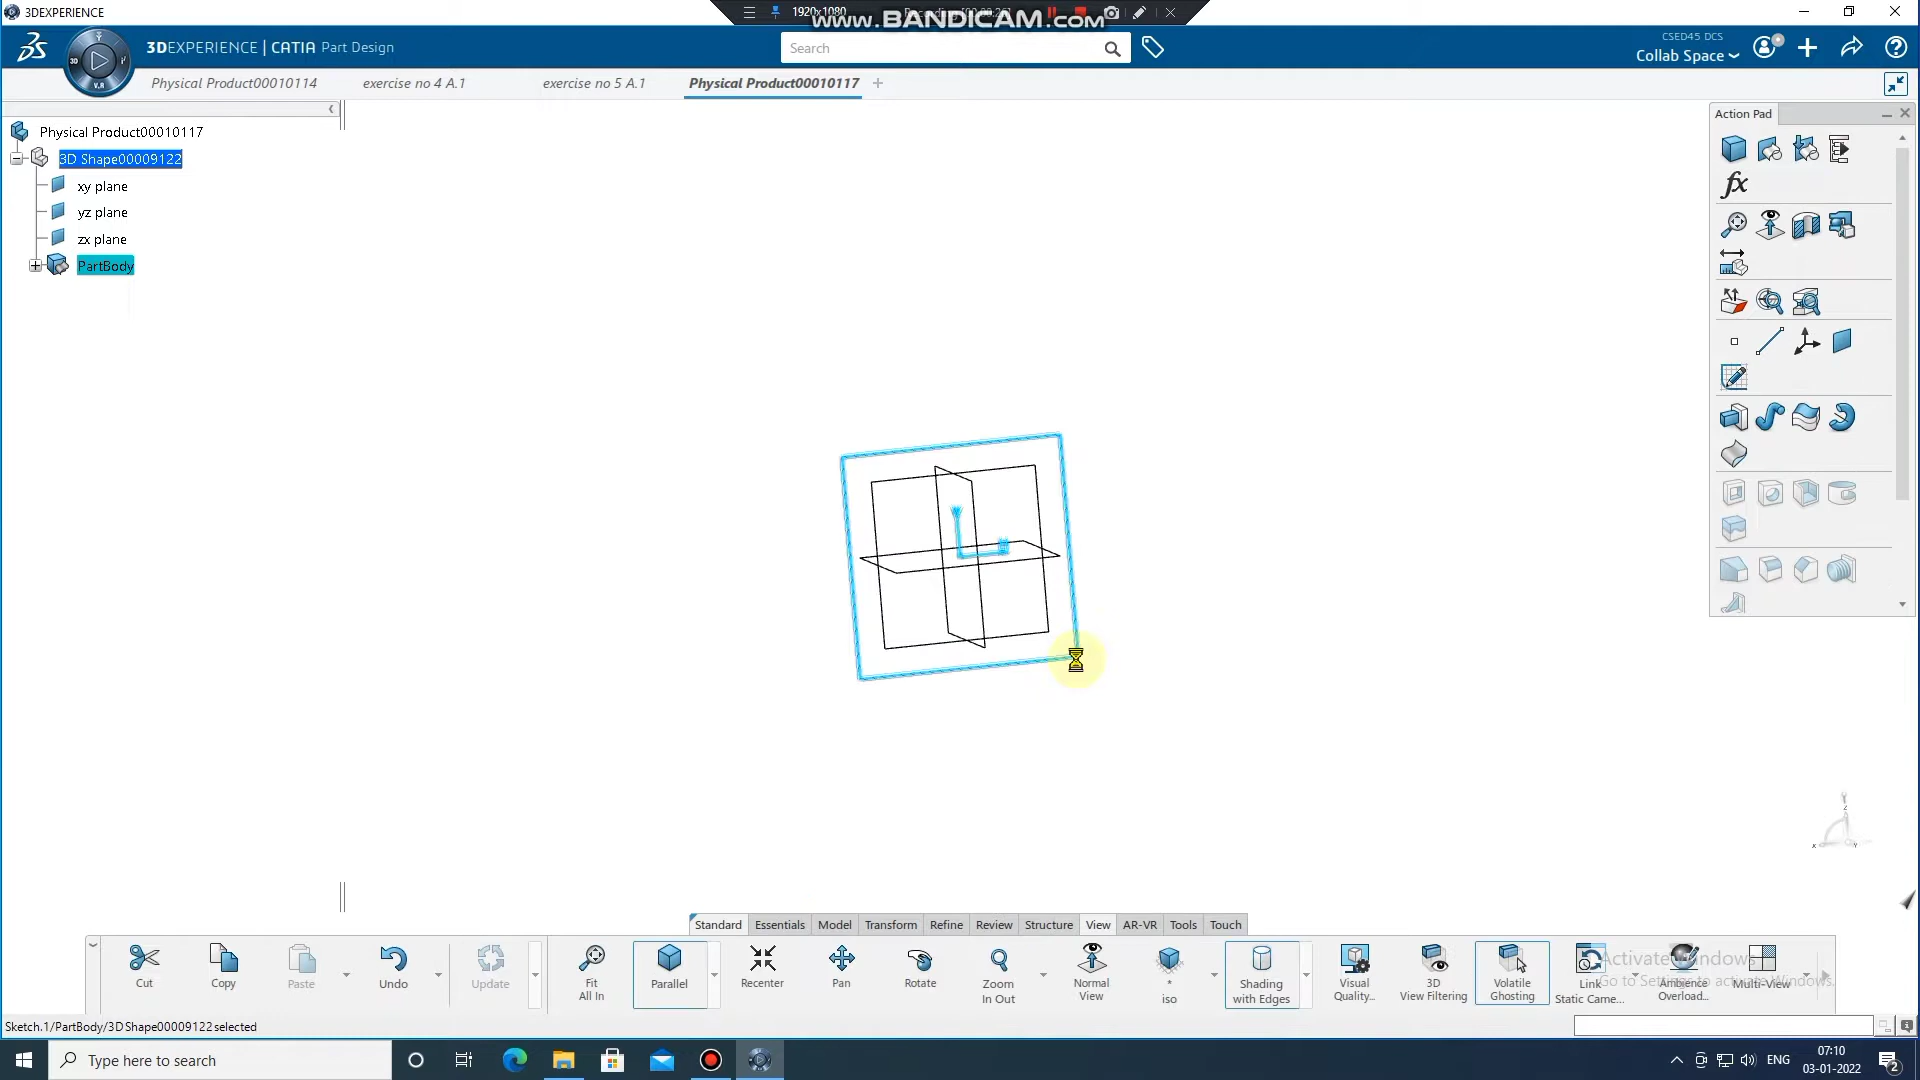 3DEXPERIENCE
1920x1080
www.BANDICAM.com
3DEXPERIENCE | CATIA Part Design
Search
CSED45 DCS
Collab Space
3D
V.R
Physical Product00010114
exercise no 4 A.1
exercise no 5 A.1
Physical Product00010117
Physical Product00010117
3D Shape00009122
xy plane
yz plane
zx plane
PartBody
Action Pad
fx
Standard
Essentials
Model
Transform
Refine
Review
Structure
View
AR-VR
Tools
Touch
Cut
Copy
Paste
Undo
Update
Fit
All In
Parallel
Recenter
Pan
Rotate
Zoom
In Out
Normal
View
*
iso
Shading
with Edges
Visual
Quality...
3D
View Filtering
Volatile
Ghosting
Link
Static Came...
Ambience
Overload...
Multi-View
Activate Windows
Go to Settings to activate Windows.
Sketch.1/PartBody/3D Shape00009122 selected
Type here to search
ENG
07:10
03-01-2022
2